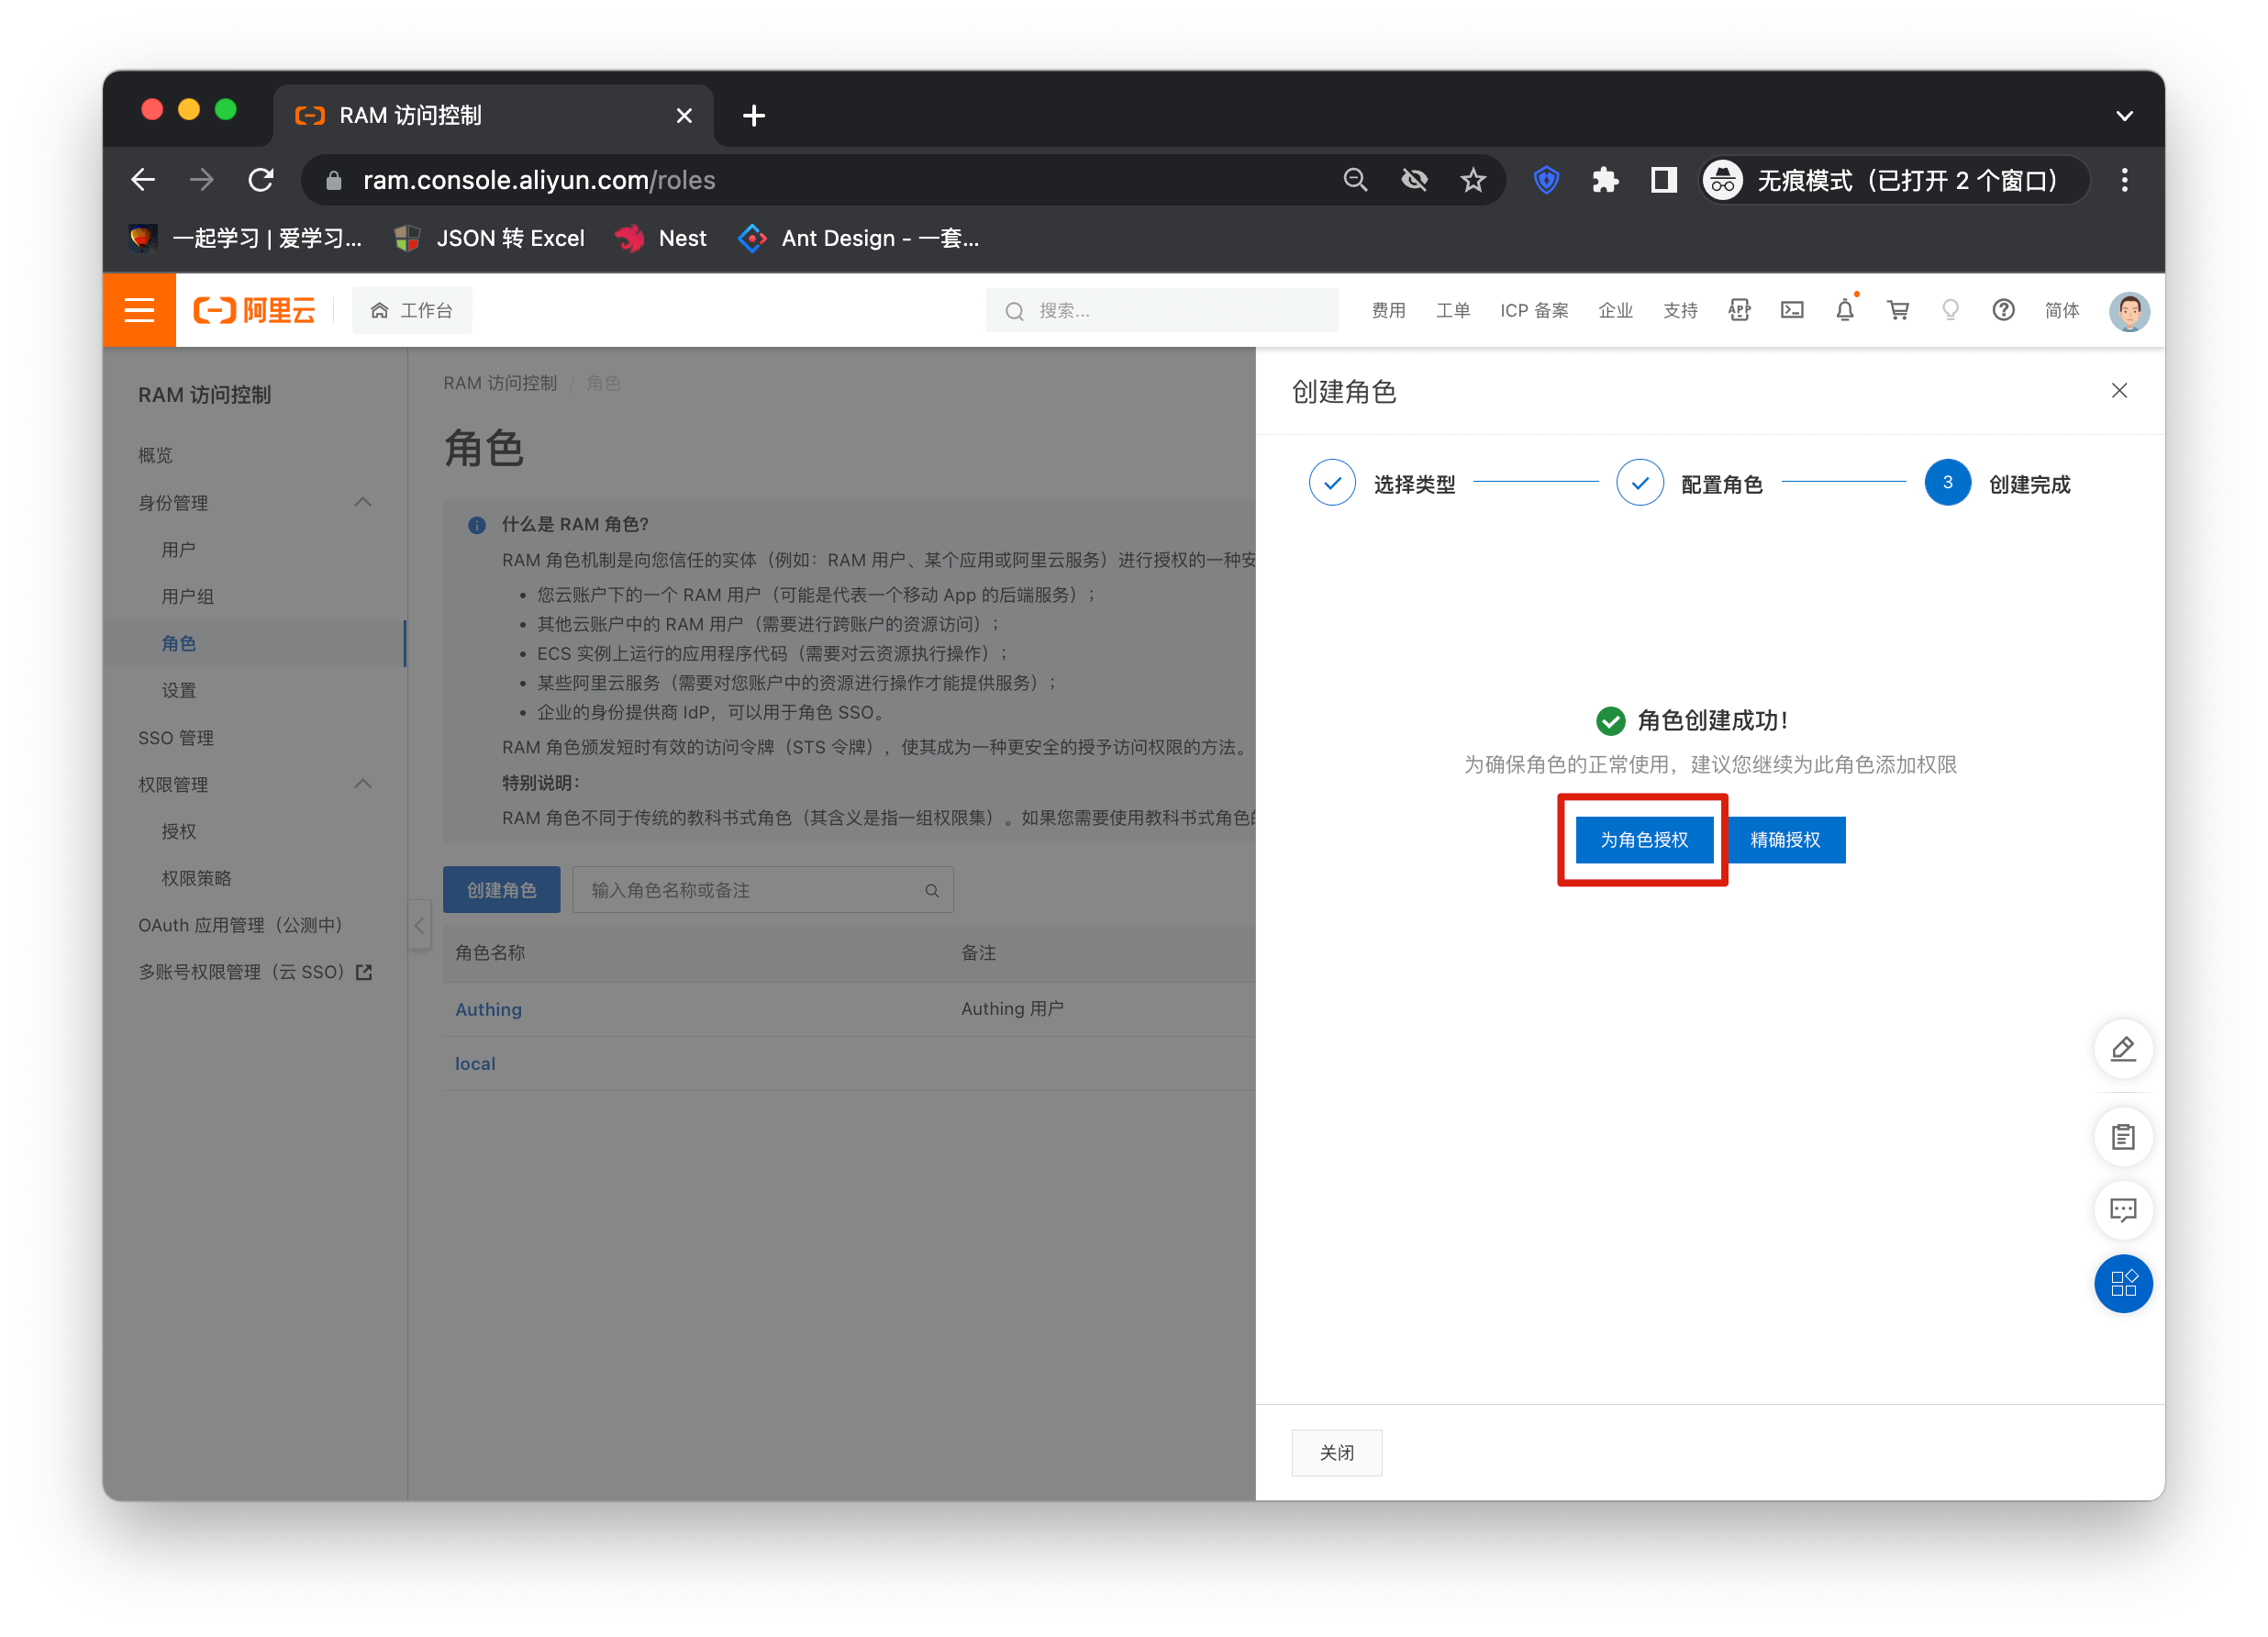 RAM 访问控制
ram.console.aliyun.com/roles
无痕模式（已打开 2 个窗口）
一起学习 | 爱学习...
JSON 转 Excel
Nest
Ant Design - 一套...
阿里云
工作台
搜索...
费用
工单
ICP 备案
企业
支持
APP
简体
RAM 访问控制
概览
身份管理
用户
用户组
角色
设置
SSO 管理
权限管理
授权
权限策略
OAuth 应用管理（公测中）
多账号权限管理（云 SSO）
RAM 访问控制 / 角色
角色
什么是 RAM 角色？
RAM 角色机制是向您信任的实体（例如：RAM 用户、某个应用或阿里云服务）进行授权的一种安
• 您云账户下的一个 RAM 用户（可能是代表一个移动 App 的后端服务）；
• 其他云账户中的 RAM 用户（需要进行跨账户的资源访问）；
• ECS 实例上运行的应用程序代码（需要对云资源执行操作）；
• 某些阿里云服务（需要对您账户中的资源进行操作才能提供服务）；
• 企业的身份提供商 IdP，可以用于角色 SSO。
RAM 角色颁发短时有效的访问令牌（STS 令牌），使其成为一种更安全的授予访问权限的方法。
特别说明：
RAM 角色不同于传统的教科书式角色（其含义是指一组权限集）。如果您需要使用教科书式角色的
创建角色
输入角色名称或备注
角色名称
备注
Authing
Authing 用户
local
创建角色
选择类型
配置角色
3
创建完成
角色创建成功！
为确保角色的正常使用，建议您继续为此角色添加权限
为角色授权
精确授权
关闭